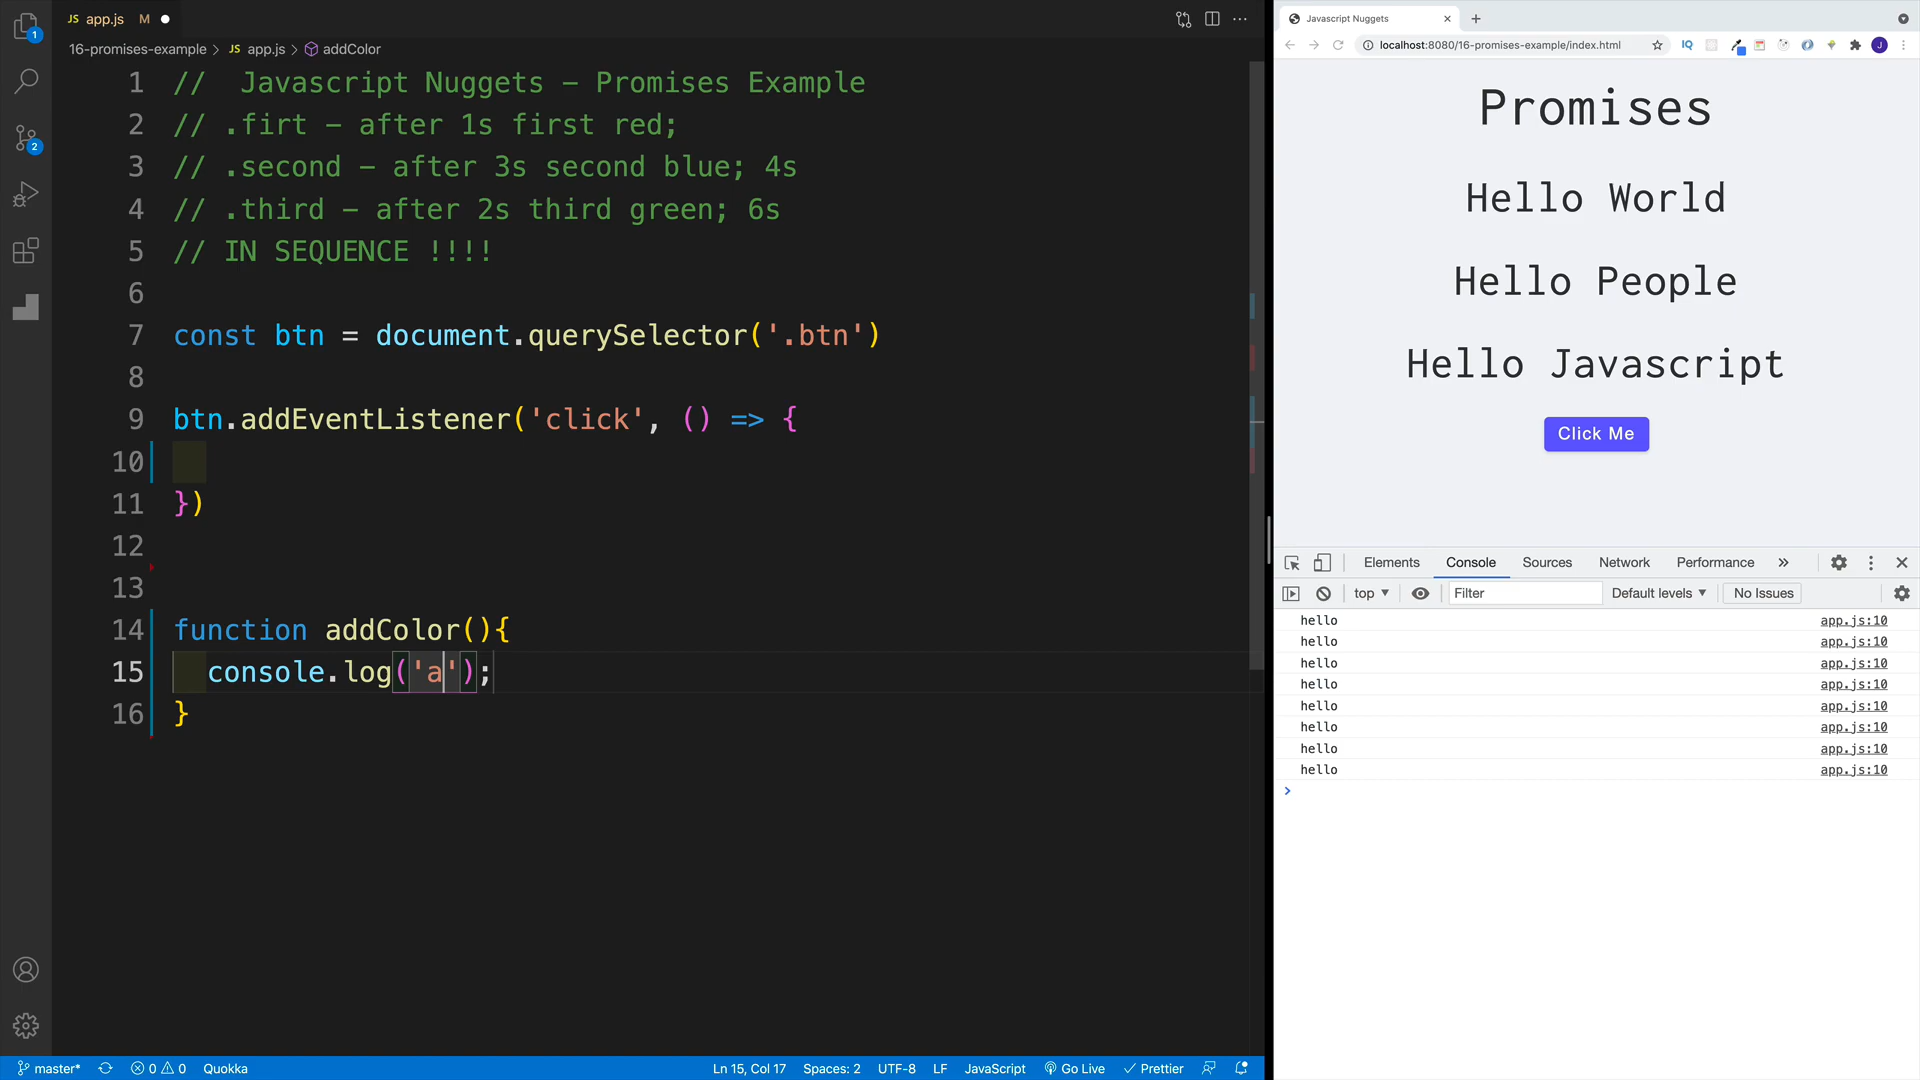 JS app.js M
16-promises-example > JS app.js > addColor
1 // Javascript Nuggets - Promises Example
2 // .firt - after 1s first red;
3 // .second - after 3s second blue; 4s
4 // .third - after 2s third green; 6s
5 // IN SEQUENCE !!!!
6
7 const btn = document.querySelector('.btn')
8
9 btn.addEventListener('click', () => {
10
11 })
12
13
14 function addColor(){
15 console.log('a');
16 }
1
2
master* 0 0 Quokka
Ln 15, Col 17 Spaces: 2 UTF-8 LF JavaScript Go Live Prettier
Javascript Nuggets
localhost:8080/16-promises-example/index.html
IQ
J
Promises
Hello World
Hello People
Hello Javascript
Click Me
Elements Console Sources Network Performance
top Filter Default levels No Issues
hello app.js:10
hello app.js:10
hello app.js:10
hello app.js:10
hello app.js:10
hello app.js:10
hello app.js:10
hello app.js:10